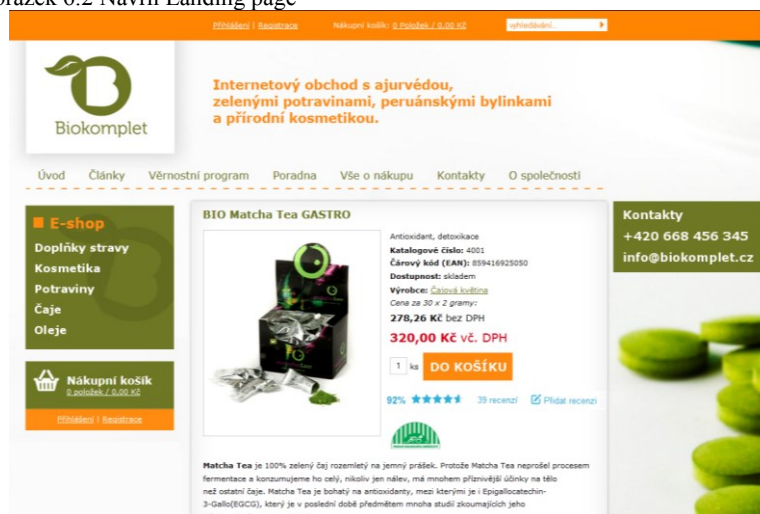 Obrázek 6.2 Návrh Landing page
Přihlášení | Registrace
Nákupní košík: 0 Položek / 0,00 Kč
vyhledávání...
Biokomplet
Internetový obchod s ajurvédou,
zelenými potravinami, peruánskými bylinkami
a přírodní kosmetikou.
Úvod Články Věrnostní program Poradna Vše o nákupu Kontakty O společnosti
E-shop
Doplňky stravy
Kosmetika
Potraviny
Čaje
Oleje
Nákupní košík
0 položek / 0,00 Kč
Přihlášení | Registrace
BIO Matcha Tea GASTRO
Antioxidant, detoxikace
Katalogové číslo: 4001
Čárový kód (EAN): 859416925050
Dostupnost: skladem
Výrobce: Čajová květina
Cena za 30 x 2 gramy:
278,26 Kč bez DPH
320,00 Kč vč. DPH
1 ks DO KOŠÍKU
92% 39 recenzí Přidat recenzi
Matcha Tea je 100% zelený čaj rozemletý na jemný prášek. Protože Matcha Tea neprošel procesem
fermentace a konzumujeme ho celý, nikoliv jen nálev, má mnohem příznivější účinky na tělo
než ostatní čaje. Matcha Tea je bohatý na antioxidanty, mezi kterými je i Epigallocatechin-
3-Gallo(EGCG), který je v poslední době předmětem mnoha studií zkoumajících jeho
Kontakty
+420 668 456 345
info@biokomplet.cz